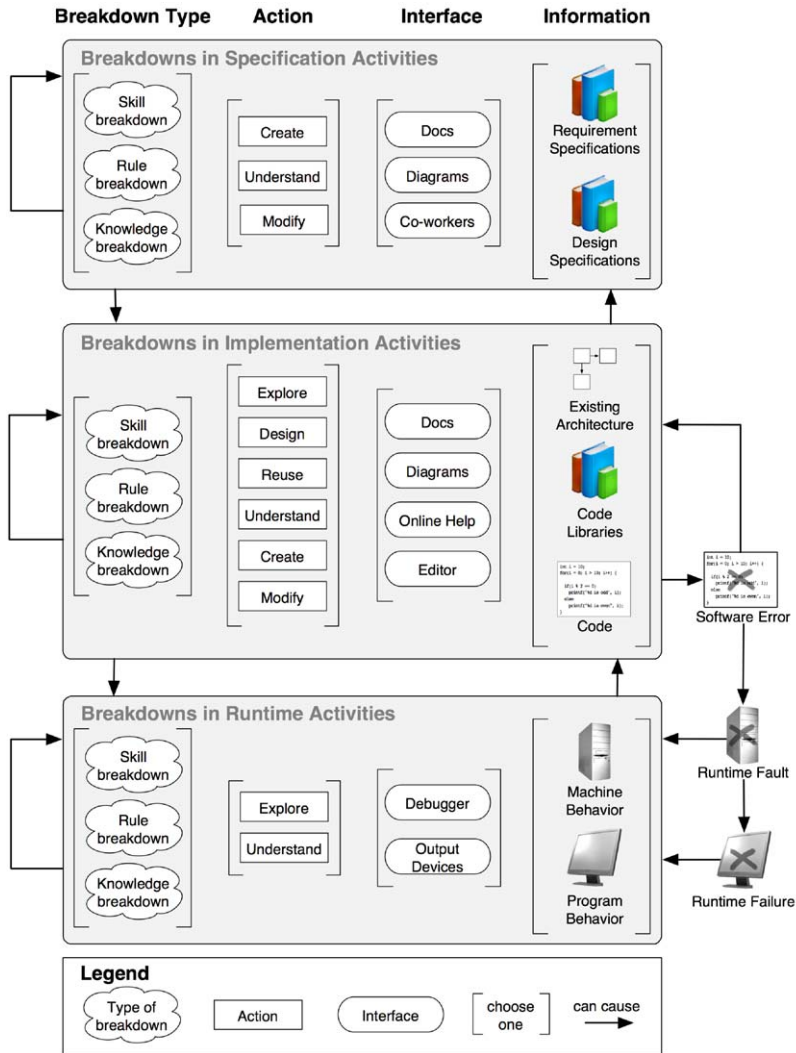 Breakdown Type
Action
Interface
Information
Breakdowns in Specification Activities
Skill
breakdown
Rule
breakdown
Knowledge
breakdown
Create
Understand
Modify
Docs
Diagrams
Co-workers
Requirement
Specifications
Design
Specifications
Breakdowns in Implementation Activities
Skill
breakdown
Rule
breakdown
Knowledge
breakdown
Explore
Design
Reuse
Understand
Create
Modify
Docs
Diagrams
Online Help
Editor
Existing
Architecture
Code
Libraries
Code
Software Error
Breakdowns in Runtime Activities
Skill
breakdown
Rule
breakdown
Knowledge
breakdown
Explore
Understand
Debugger
Output
Devices
Machine
Behavior
Program
Behavior
Runtime Fault
Runtime Failure
Legend
Type of
breakdown
Action
Interface
choose
one
can cause